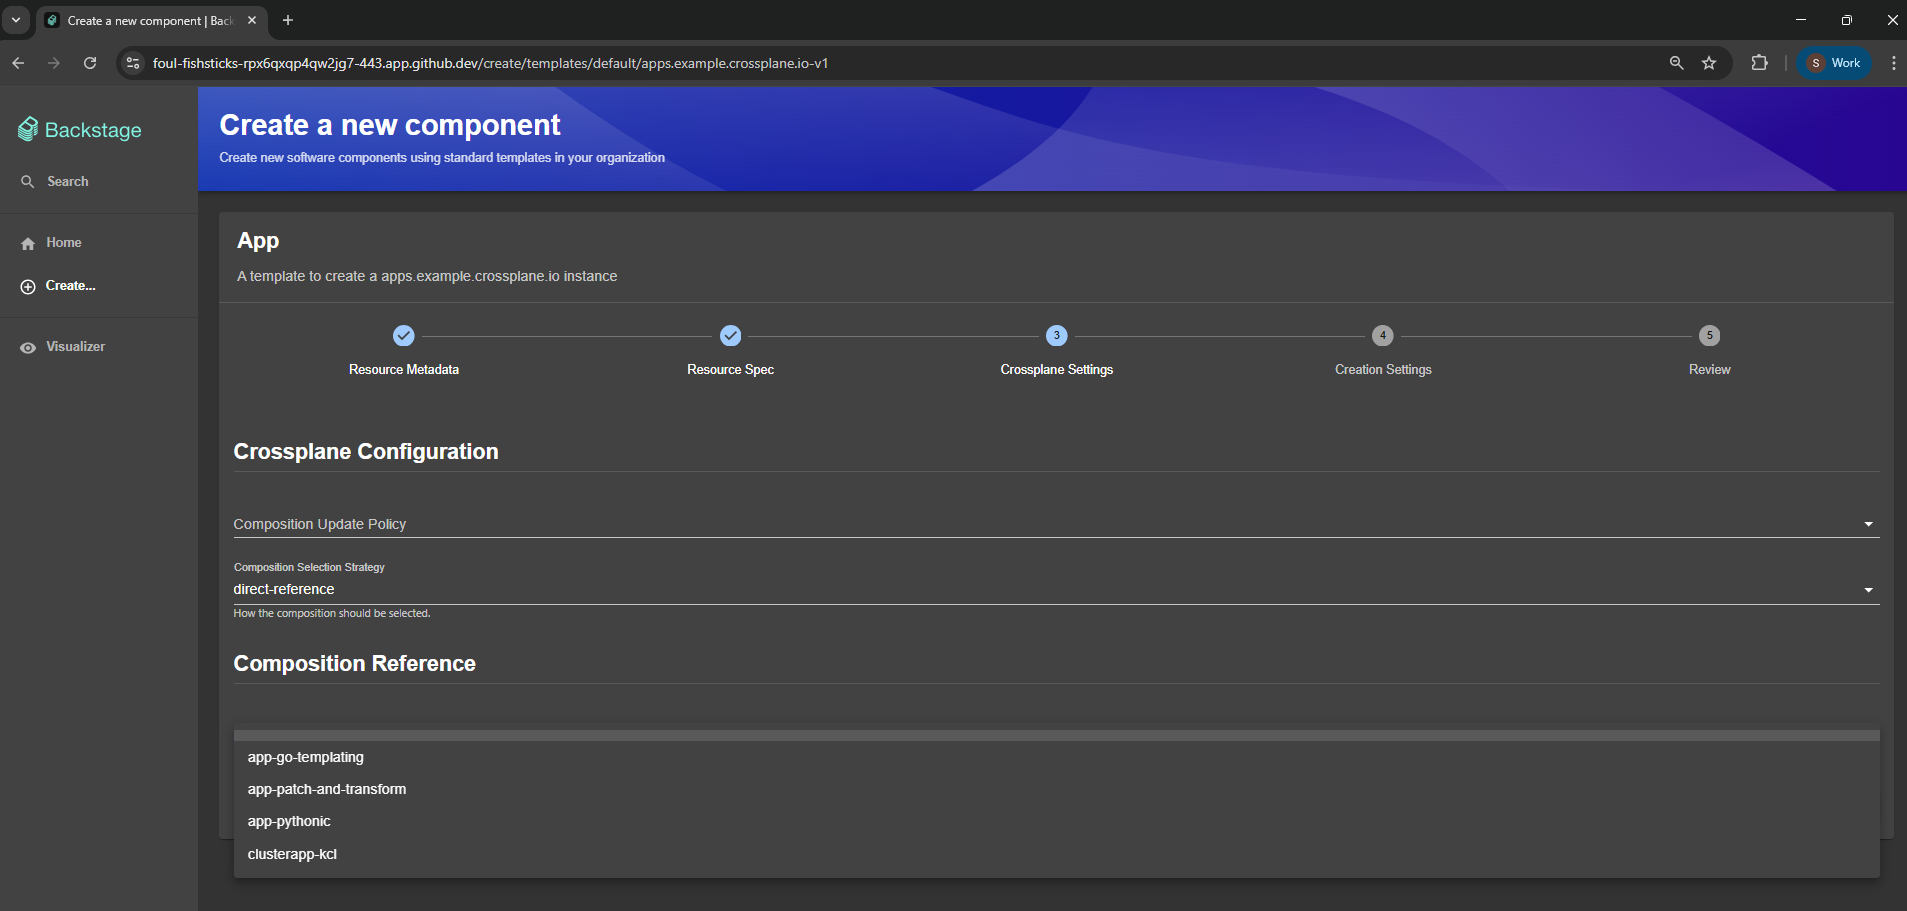 Create a new component | Back
foul-fishsticks-rpx6qxqp4qw2jg7-443.app.github.dev/create/templates/default/apps.example.crossplane.io-v1
S Work
Backstage
Search
Home
Create...
Visualizer
Create a new component
Create new software components using standard templates in your organization
App
A template to create a apps.example.crossplane.io instance
3
4
5
Resource Metadata
Resource Spec
Crossplane Settings
Creation Settings
Review
Crossplane Configuration
Composition Update Policy
Composition Selection Strategy
direct-reference
How the composition should be selected.
Composition Reference
app-go-templating
app-patch-and-transform
app-pythonic
clusterapp-kcl